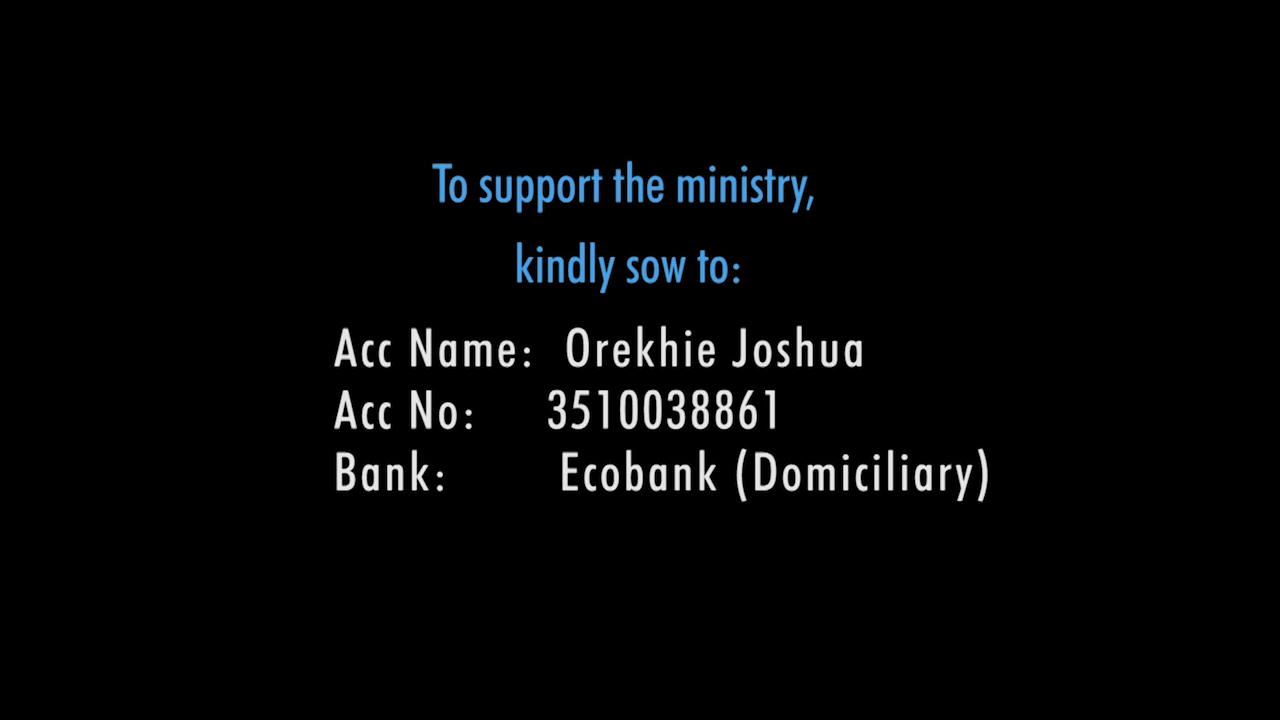 To support the ministry,
kindly sow to:
Acc Name: Orekhie Joshua
Acc No: 3510038861
Bank: Ecobank (Domiciliary)